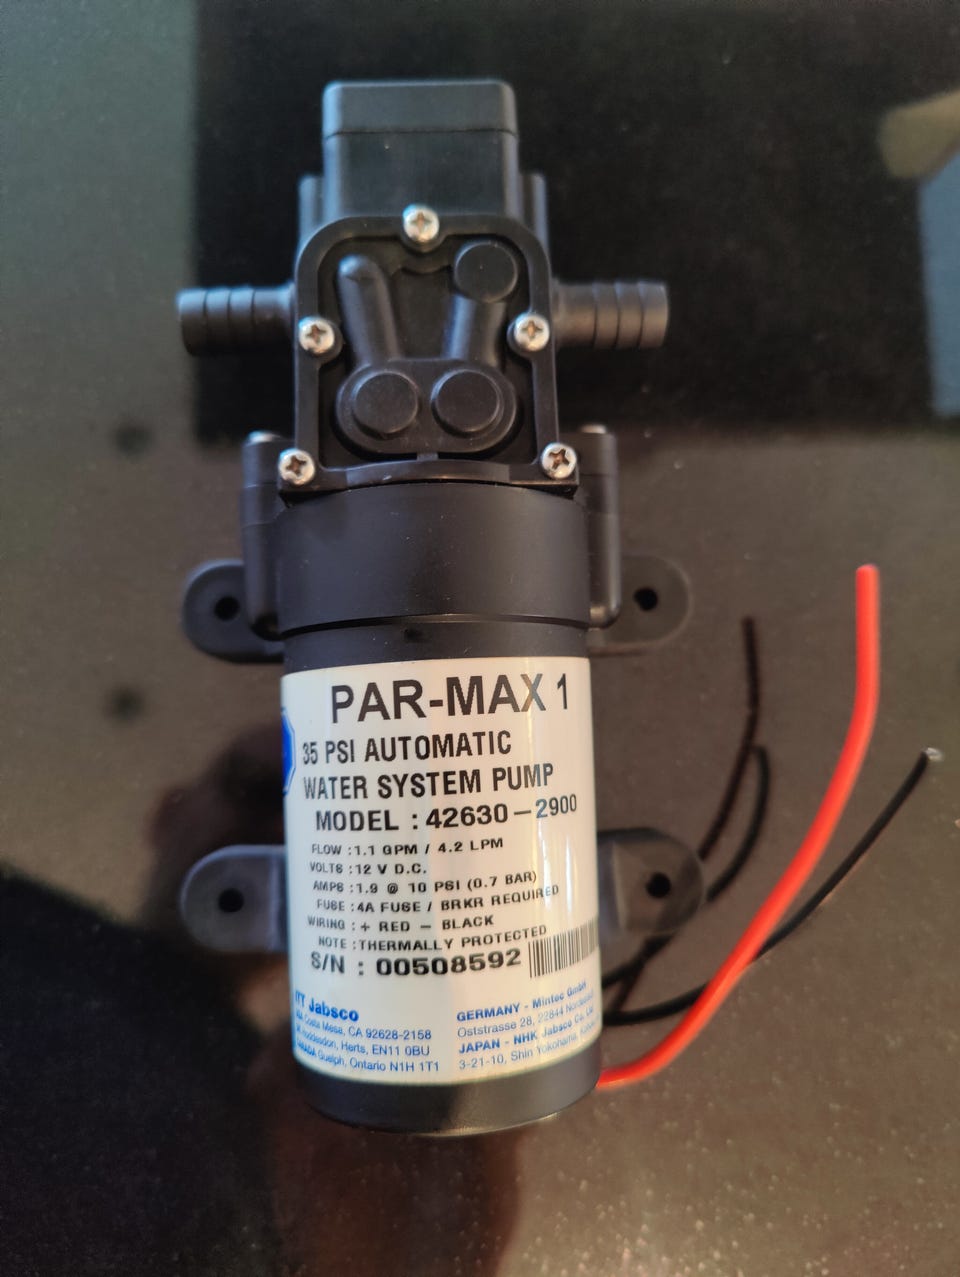 PAR-MAX 1
35 PSI AUTOMATIC
WATER SYSTEM PUMP
MODEL : 42630-2900
FLOW : 1.1 GPM / 4.2 LPM
VOLTS : 12 V D.C.
AMPS : 1.9 @ 10 PSI (0.7 BAR)
FUSE : 4A FUSE / BRKR REQUIRED
WIRING : + RED - BLACK
NOTE : THERMALLY PROTECTED
S/N : 00508592
ITT Jabsco
Costa Mesa, CA 92628-2158
Hoddesdon, Herts, EN11 0BU
Guelph, Ontario N1H 1T1
GERMANY - Mintec GmbH
Oststrasse 28, 22844
JAPAN - NHK Jabsco Co.
3-21-10, Shin Yokohama,